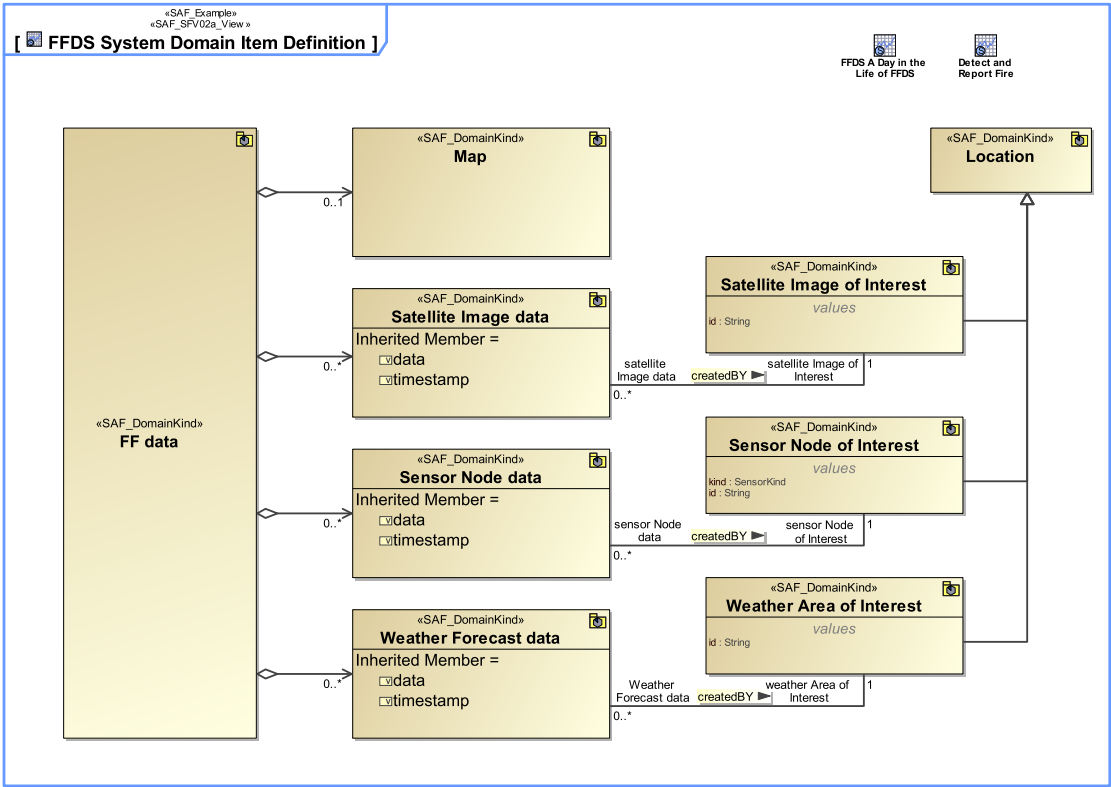 «SAF_Example»
«SAF_SFV02a_View »
[ FFDS System Domain Item Definition ]
FFDS A Day in the
Life of FFDS
Detect and
Report Fire
«SAF_DomainKind»
FF data
«SAF_DomainKind»
Map
0..1
«SAF_DomainKind»
Location
«SAF_DomainKind»
Satellite Image data
Inherited Member =
data
timestamp
0..*
«SAF_DomainKind»
Satellite Image of Interest
values
id : String
satellite
Image data
createdBY
satellite Image of
Interest
1
0..*
«SAF_DomainKind»
Sensor Node data
Inherited Member =
data
timestamp
0..*
«SAF_DomainKind»
Sensor Node of Interest
values
kind : SensorKind
id : String
sensor Node
data
createdBY
sensor Node
of Interest
1
0..*
«SAF_DomainKind»
Weather Forecast data
Inherited Member =
data
timestamp
0..*
«SAF_DomainKind»
Weather Area of Interest
values
id : String
Weather
Forecast data
createdBY
weather Area of
Interest
1
0..*